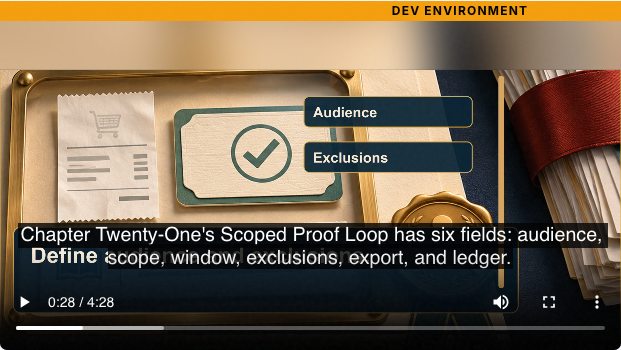 DEV ENVIRONMENT
Audience
Exclusions
Chapter Twenty-One's Scoped Proof Loop has six fields: audience,
scope, window, exclusions, export, and ledger.
Define
0:28 / 4:28